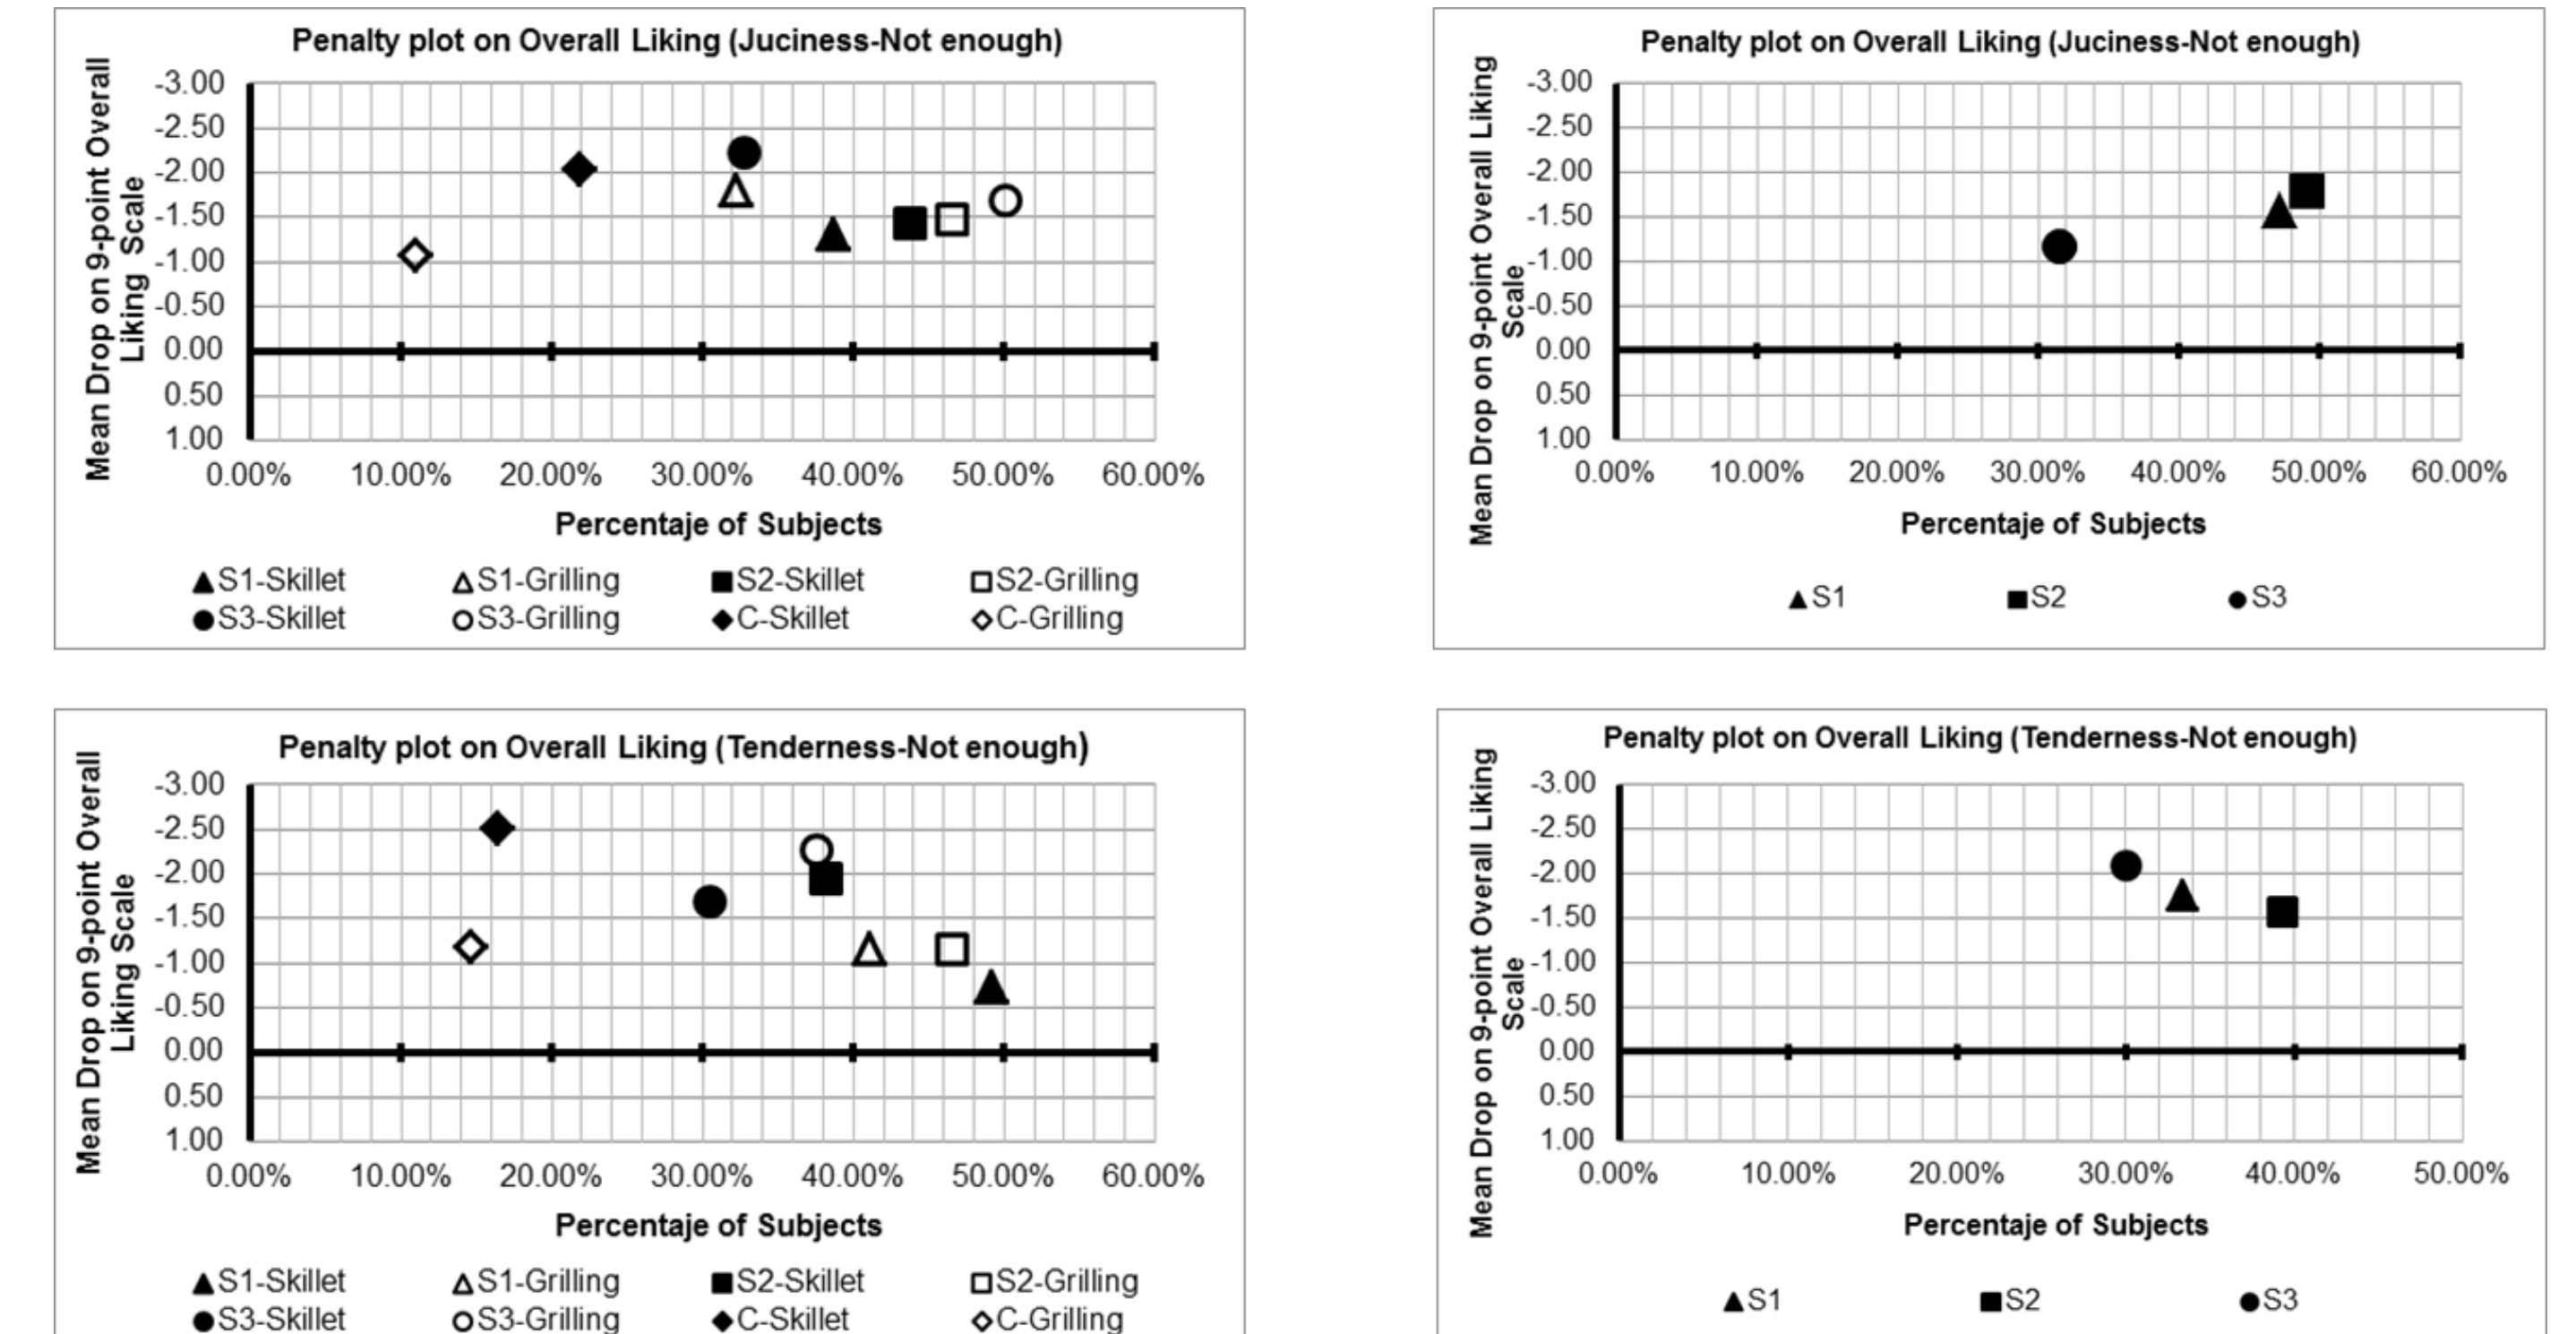 Penalty plot on Overall Liking (Juciness-Not enough)
Mean Drop on 9-point Overall
Liking Scale
-3.00
-2.50
-2.00
-1.50
-1.00
-0.50
0.00
0.50
1.00
0.00% 10.00% 20.00% 30.00% 40.00% 50.00% 60.00%
Percentaje of Subjects
S1-Skillet S1-Grilling S2-Skillet S2-Grilling
S3-Skillet S3-Grilling C-Skillet C-Grilling
Penalty plot on Overall Liking (Juciness-Not enough)
Mean Drop on 9-point Overall Liking
Scale
-3.00
-2.50
-2.00
-1.50
-1.00
-0.50
0.00
0.50
1.00
0.00% 10.00% 20.00% 30.00% 40.00% 50.00% 60.00%
Percentaje of Subjects
S1 S2 S3
Penalty plot on Overall Liking (Tenderness-Not enough)
Mean Drop on 9-point Overall
Liking Scale
-3.00
-2.50
-2.00
-1.50
-1.00
-0.50
0.00
0.50
1.00
0.00% 10.00% 20.00% 30.00% 40.00% 50.00% 60.00%
Percentaje of Subjects
S1-Skillet S1-Grilling S2-Skillet S2-Grilling
S3-Skillet S3-Grilling C-Skillet C-Grilling
Penalty plot on Overall Liking (Tenderness-Not enough)
Mean Drop on 9-point Overall Liking
Scale
-3.00
-2.50
-2.00
-1.50
-1.00
-0.50
0.00
0.50
1.00
0.00% 10.00% 20.00% 30.00% 40.00% 50.00%
Percentaje of Subjects
S1 S2 S3